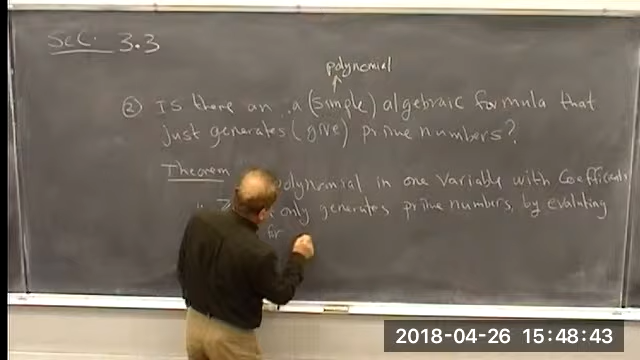 Sec. 3.3
polynomial
② Is there an a (simple) algebraic formula that
just generates (give) prime numbers?
Theorem polynomial in one variable with coefficients
only generates prime numbers, by evaluating
for
2018-04-26 15:48:43